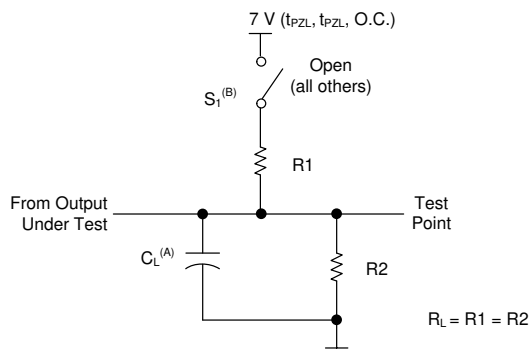 7 V (tPZL, tPZL, O.C.)
Open
(all others)
S1(B)
R1
From Output
Under Test
Test
Point
CL(A)
R2
RL = R1 = R2